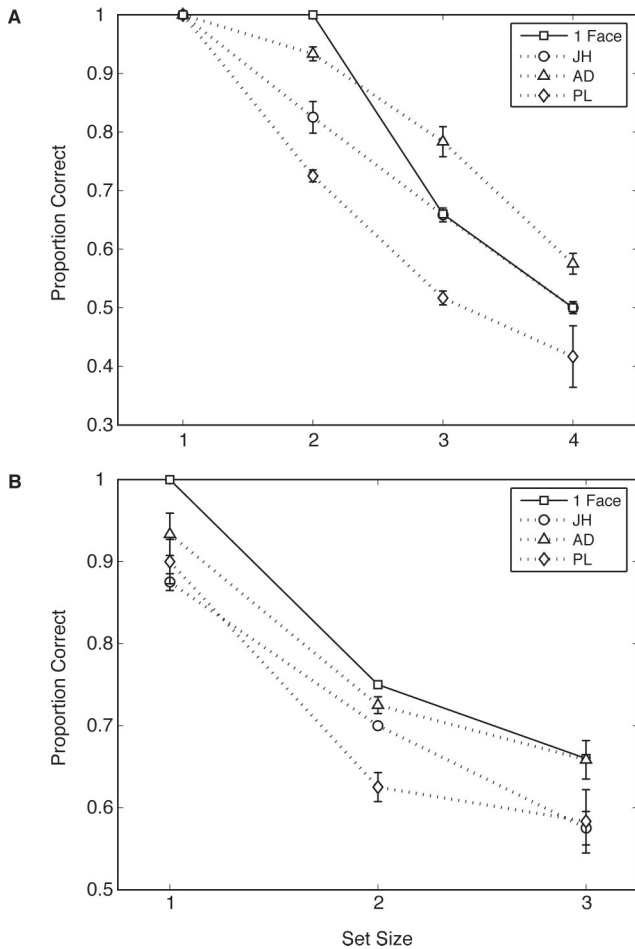 A
1
0.9
0.8
0.7
0.6
0.5
0.4
0.3
Proportion Correct
1 Face
JH
AD
PL
1 2 3 4
B
1
0.9
0.8
0.7
0.6
0.5
Proportion Correct
1 Face
JH
AD
PL
1 2 3
Set Size